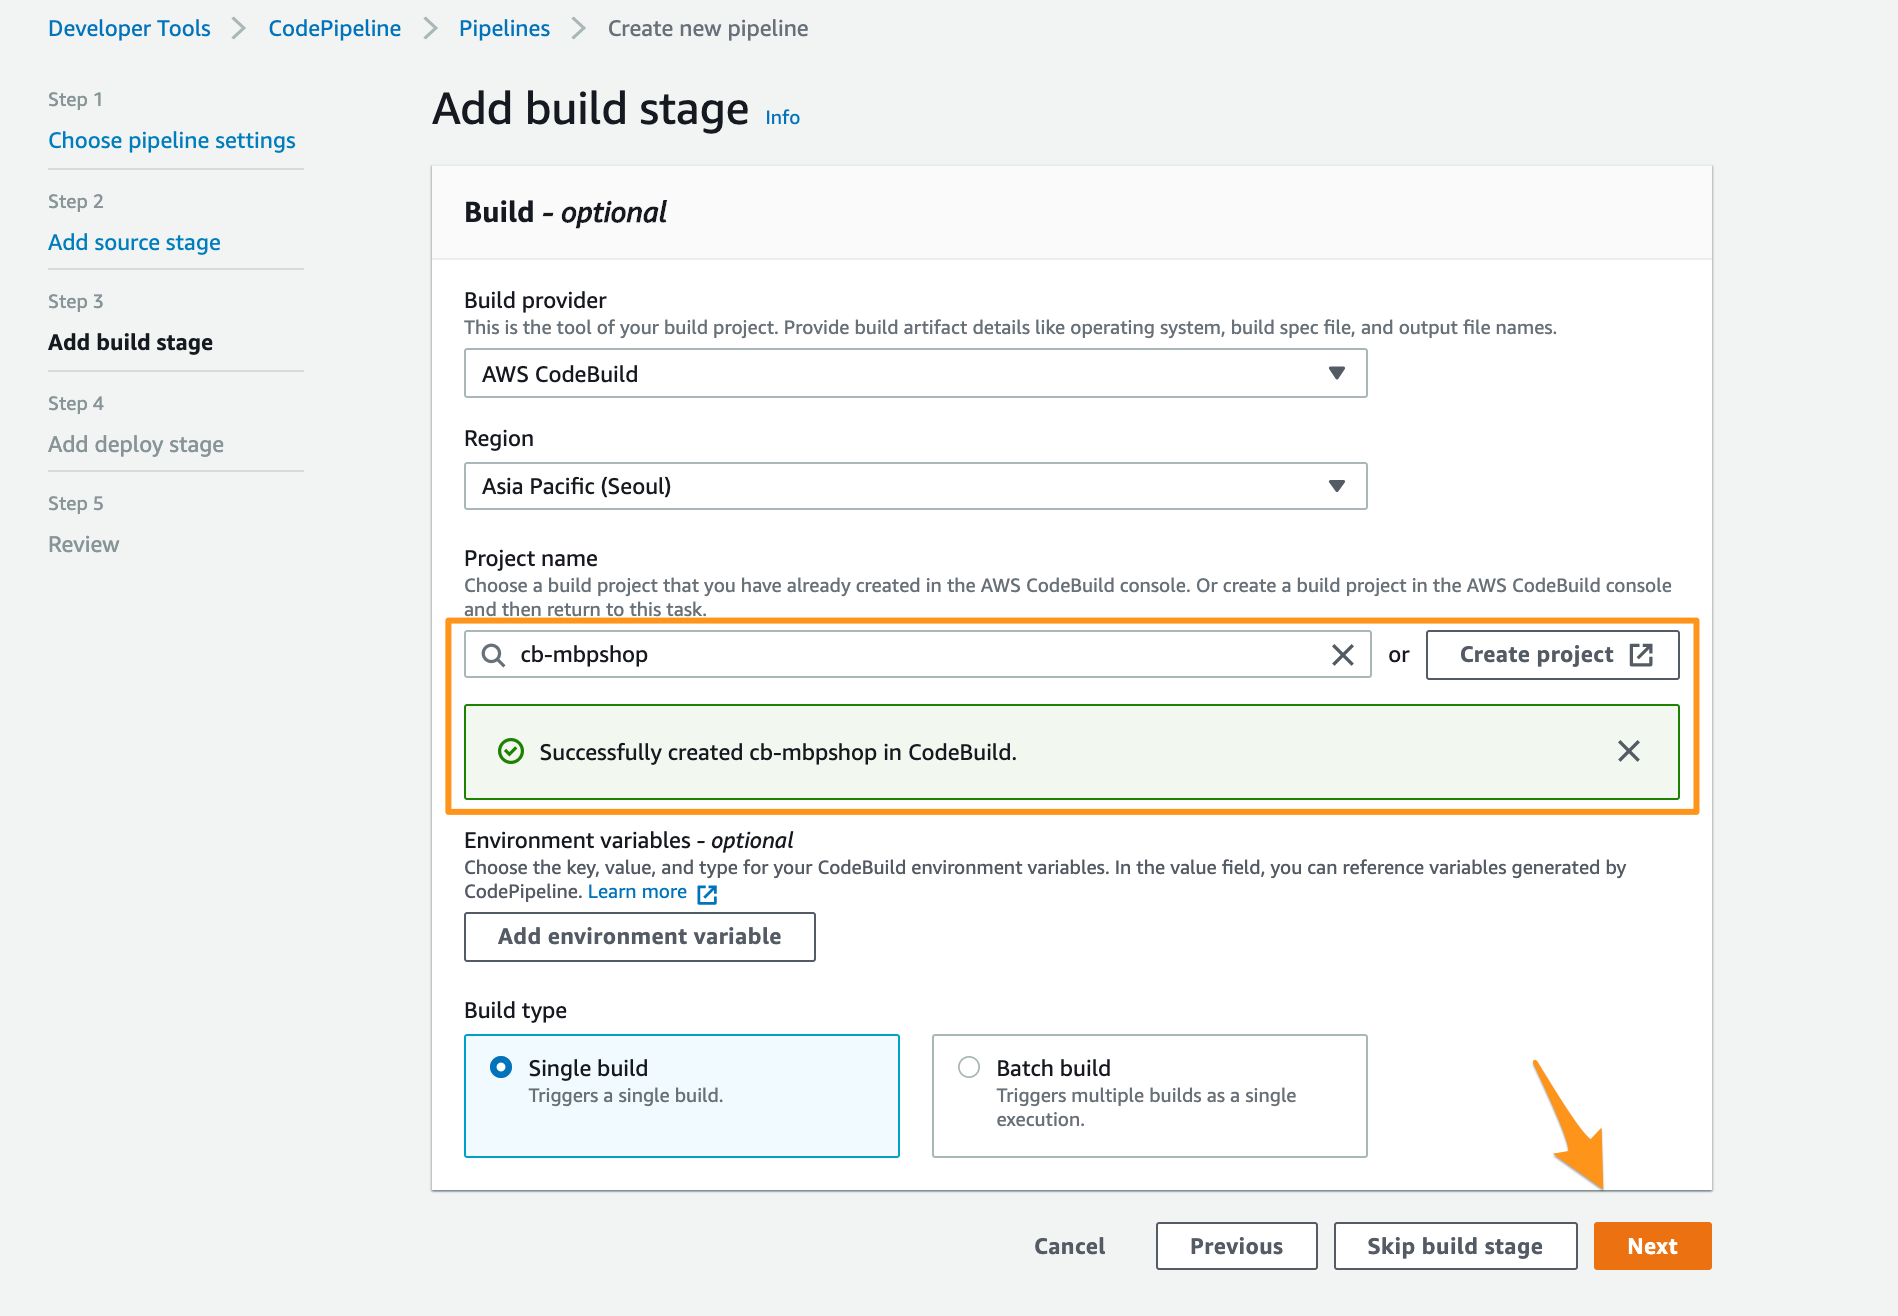 Developer Tools > CodePipeline > Pipelines > Create new pipeline
Step 1
Choose pipeline settings
Step 2
Add source stage
Step 3
Add build stage
Step 4
Add deploy stage
Step 5
Review
Add build stage Info
Build - optional
Build provider
This is the tool of your build project. Provide build artifact details like operating system, build spec file, and output file names.
AWS CodeBuild
Region
Asia Pacific (Seoul)
Project name
Choose a build project that you have already created in the AWS CodeBuild console. Or create a build project in the AWS CodeBuild console
and then return to this task.
cb-mbpshop or Create project
Successfully created cb-mbpshop in CodeBuild.
Environment variables - optional
Choose the key, value, and type for your CodeBuild environment variables. In the value field, you can reference variables generated by
CodePipeline. Learn more
Add environment variable
Build type
Single build
Triggers a single build.
Batch build
Triggers multiple builds as a single
execution.
Cancel Previous Skip build stage Next